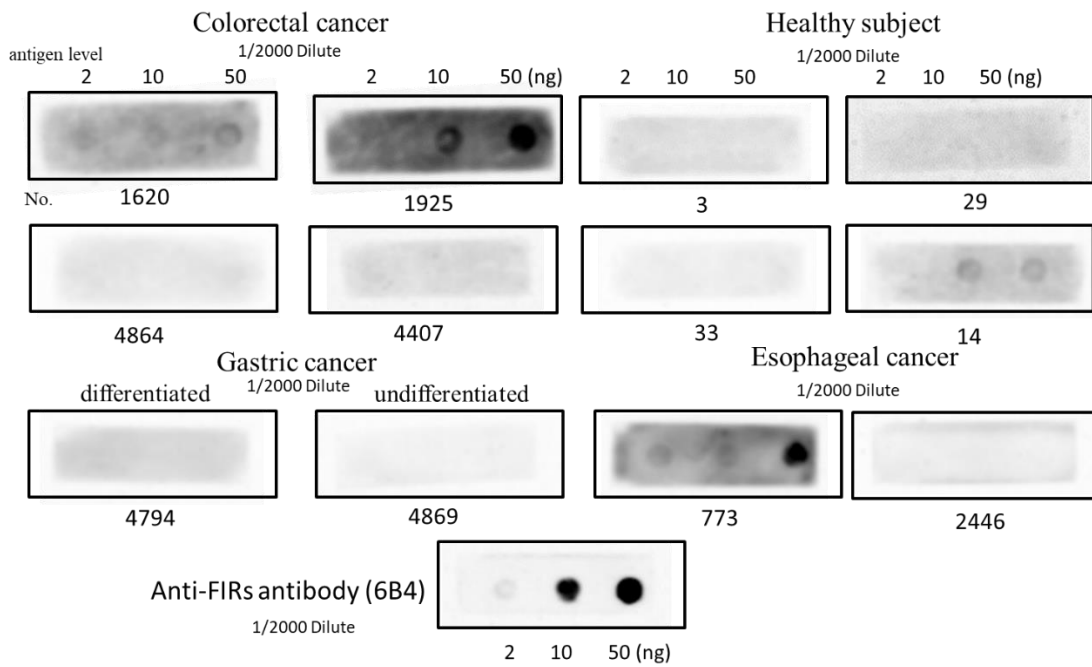 Colorectal cancer
Healthy subject
1/2000 Dilute
1/2000 Dilute
antigen level
2 10 50
2 10 50 (ng)
2 10 50
2 10 50 (ng)
No. 1620
1925
3
29
4864
4407
33
14
Gastric cancer
Esophageal cancer
1/2000 Dilute
1/2000 Dilute
differentiated
undifferentiated
4794
4869
773
2446
Anti-FIRs antibody (6B4)
1/2000 Dilute
2 10 50 (ng)